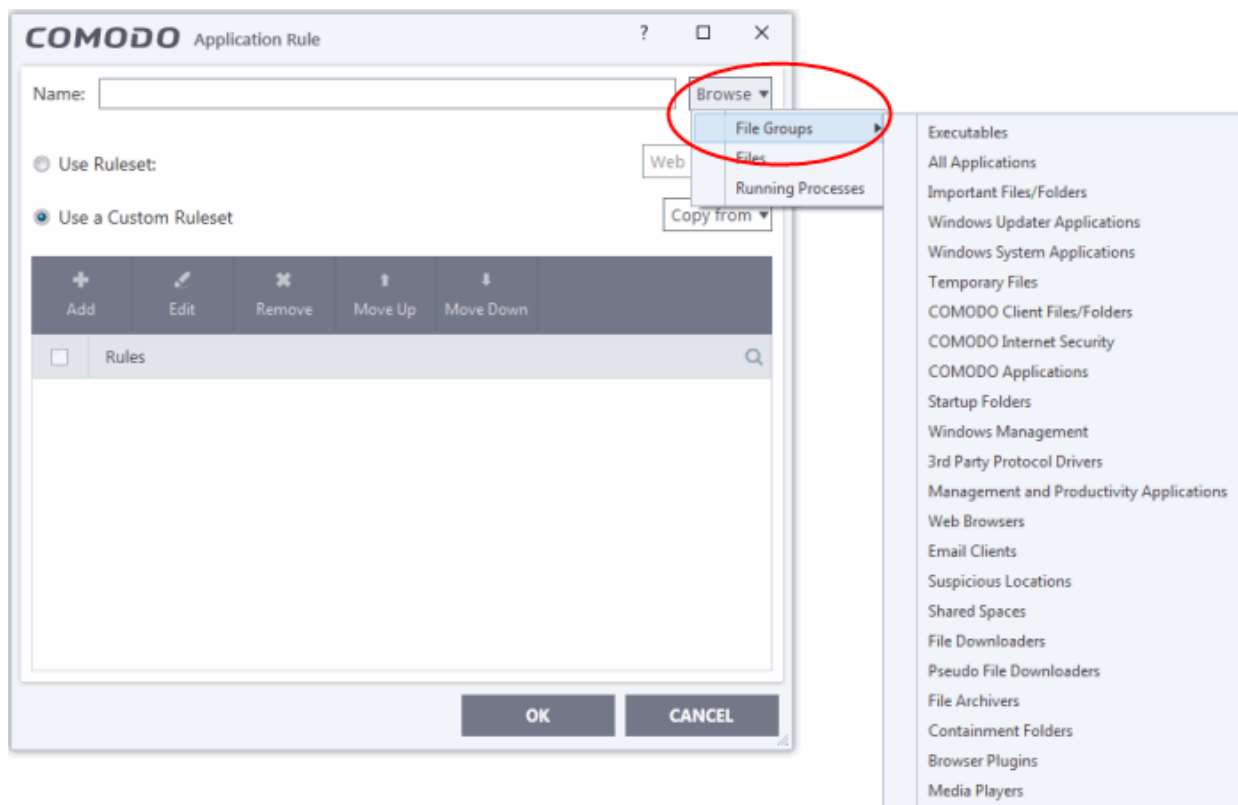 COMODO Application Rule ?
Name: Browse
File Groups
Files
Running Processes
Use Ruleset: Web
Use a Custom Ruleset Copy from
Add Edit Remove Move Up Move Down
Rules
OK CANCEL
Executables
All Applications
Important Files/Folders
Windows Updater Applications
Windows System Applications
Temporary Files
COMODO Client Files/Folders
COMODO Internet Security
COMODO Applications
Startup Folders
Windows Management
3rd Party Protocol Drivers
Management and Productivity Applications
Web Browsers
Email Clients
Suspicious Locations
Shared Spaces
File Downloaders
Pseudo File Downloaders
File Archivers
Containment Folders
Browser Plugins
Media Players